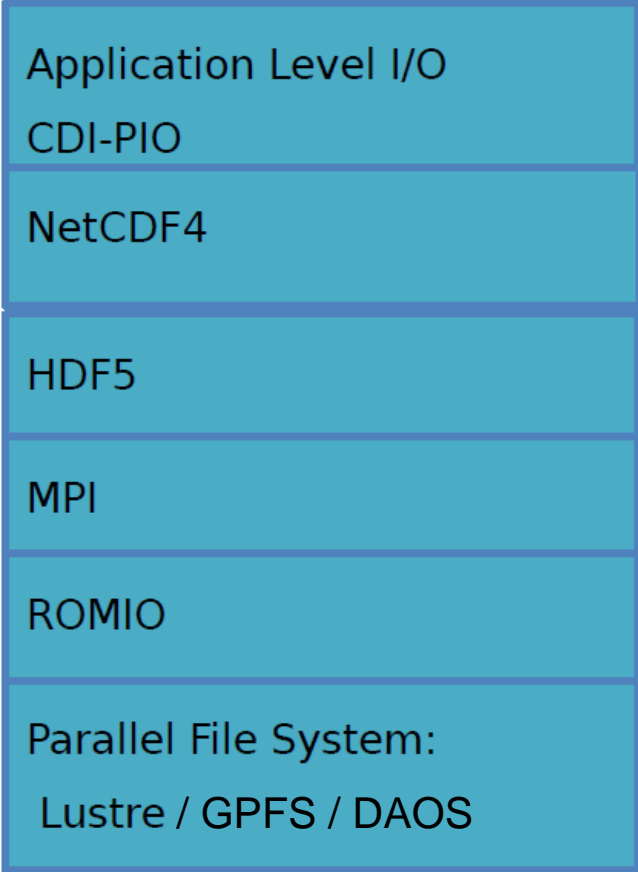 Application Level I/O
CDI-PIO
NetCDF4
HDF5
MPI
ROMIO
Parallel File System:
Lustre / GPFS / DAOS